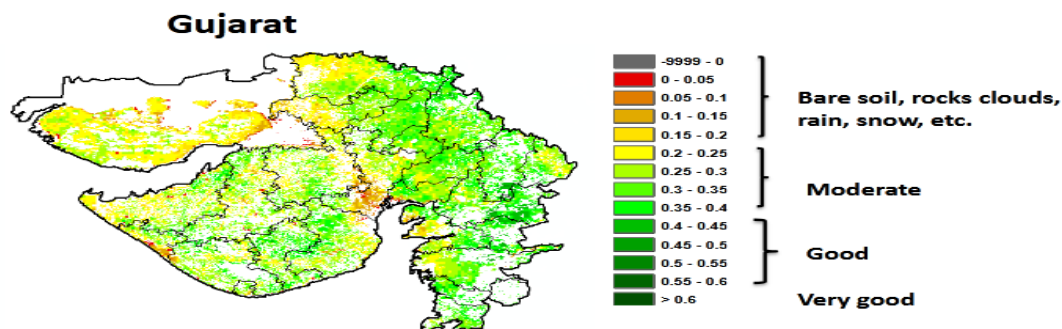 Gujarat
-9999 - 0
0 - 0.05
0.05 - 0.1
0.1 - 0.15
0.15 - 0.2
0.2 - 0.25
0.25 - 0.3
0.3 - 0.35
0.35 - 0.4
0.4 - 0.45
0.45 - 0.5
0.5 - 0.55
0.55 - 0.6
> 0.6
Bare soil, rocks clouds,
rain, snow, etc.
Moderate
Good
Very good